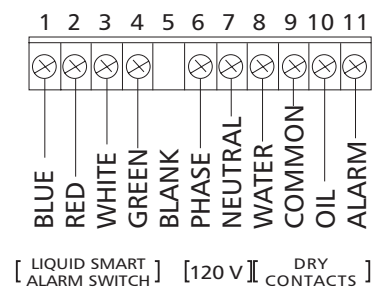 1 2 3 4 5 6 7 8 9 10 11
BLUE
RED
WHITE
GREEN
BLANK
PHASE
NEUTRAL
WATER
COMMON
OIL
ALARM
[ LIQUID SMART ALARM SWITCH ] [120 V] [ DRY CONTACTS ]